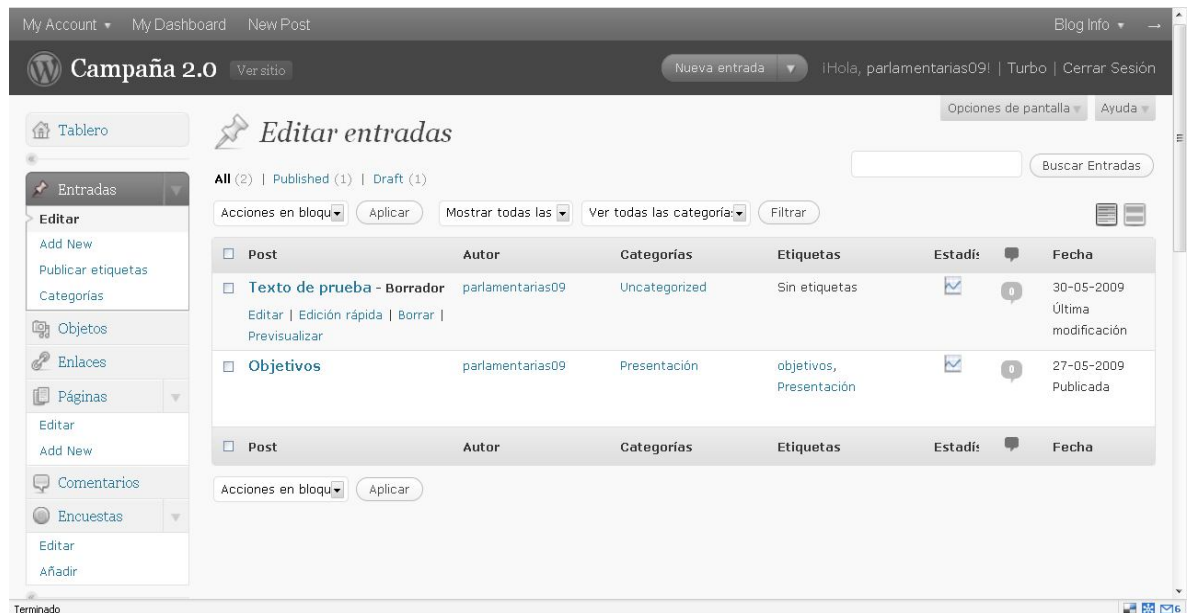 My Account My Dashboard New Post Blog Info →
Campaña 2.0 Ver sitio Nueva entrada ¡Hola, parlamentarias09! | Turbo | Cerrar Sesión
Opciones de pantalla Ayuda
Tablero
Editar entradas
Buscar Entradas
All (2) | Published (1) | Draft (1)
Acciones en bloqu Aplicar Mostrar todas las Ver todas las categorías Filtrar
Entradas
Editar
Add New
Publicar etiquetas
Categorías
Objetos
Enlaces
Páginas
Editar
Add New
Comentarios
Encuestas
Editar
Añadir
Post Autor Categorías Etiquetas Estadís Fecha
Texto de prueba - Borrador parlamentarias09 Uncategorized Sin etiquetas 0 30-05-2009
Editar | Edición rápida | Borrar | Última
Previsualizar modificación
Objetivos parlamentarias09 Presentación objetivos, 0 27-05-2009
Presentación Publicada
Post Autor Categorías Etiquetas Estadís Fecha
Acciones en bloqu Aplicar
Terminado 6